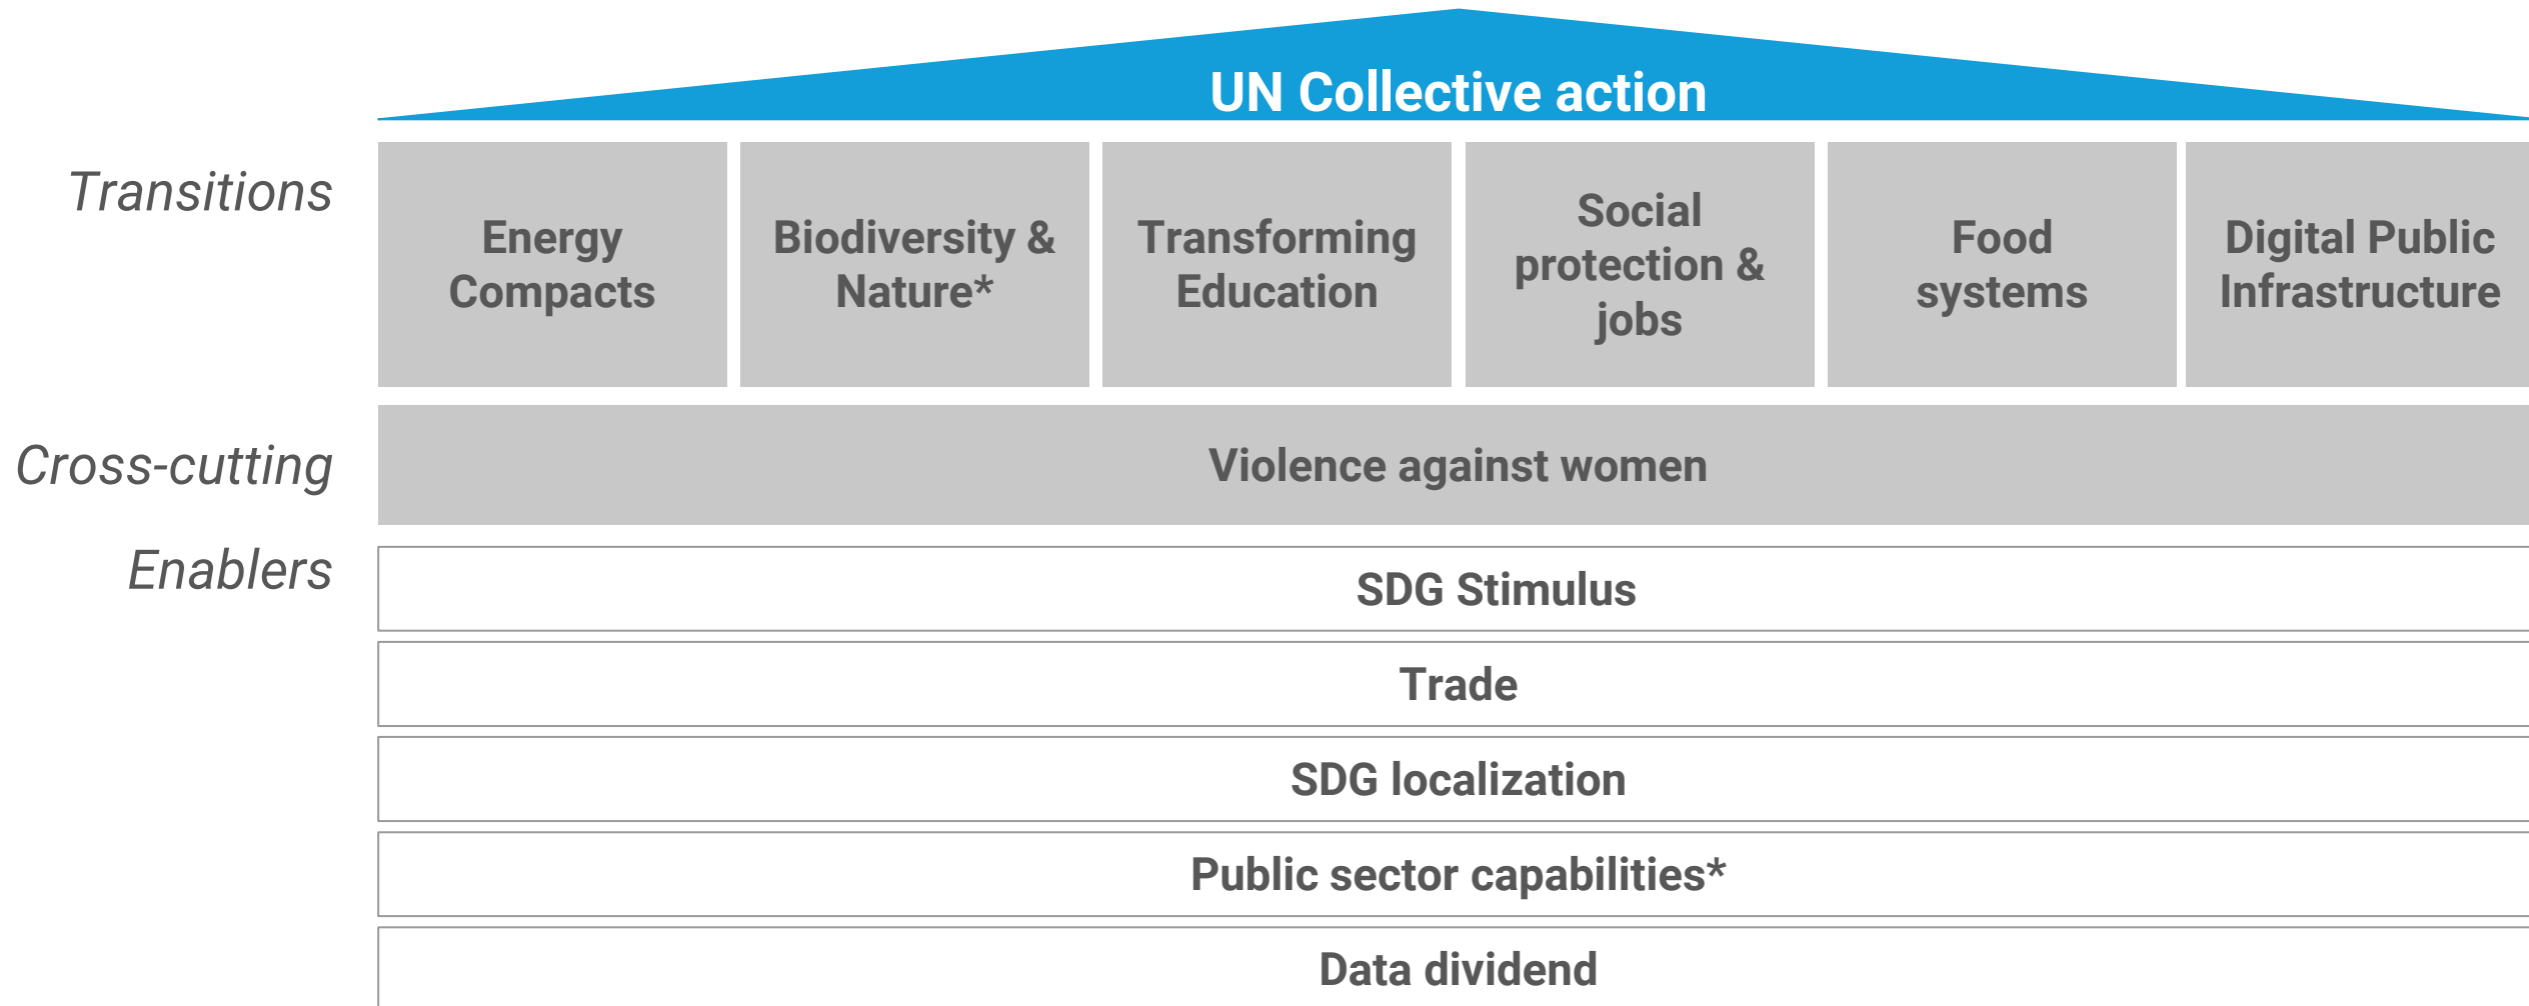 UN Collective action
Transitions
Energy
Compacts
Biodiversity &
Nature*
Transforming
Education
Social
protection &
jobs
Food
systems
Digital Public
Infrastructure
Cross-cutting
Violence against women
Enablers
SDG Stimulus
Trade
SDG localization
Public sector capabilities*
Data dividend